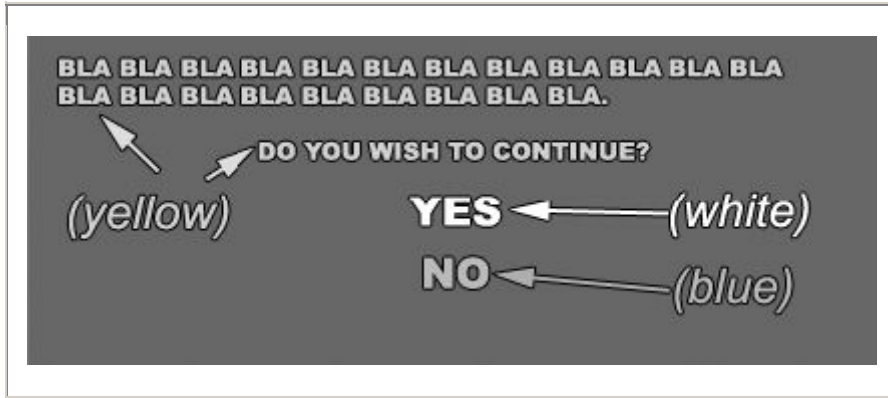 BLA BLA BLA BLA BLA BLA BLA BLA BLA BLA BLA BLA
BLA BLA BLA BLA BLA BLA BLA BLA BLA.
DO YOU WISH TO CONTINUE?
(yellow)
YES
(white)
NO
(blue)